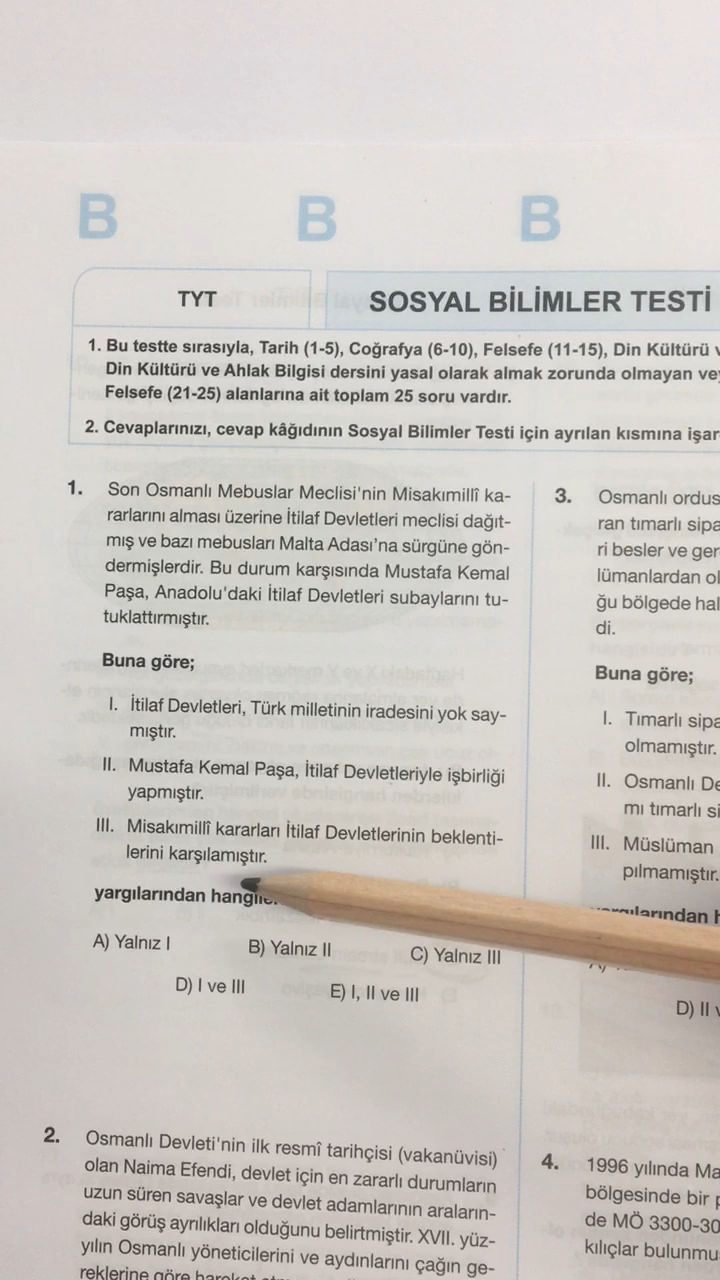 B B B
TYT
SOSYAL BİLİMLER TESTİ
1. Bu testte sırasıyla, Tarih (1-5), Coğrafya (6-10), Felsefe (11-15), Din Kültürü
Din Kültürü ve Ahlak Bilgisi dersini yasal olarak almak zorunda olmayan
Felsefe (21-25) alanlarına ait toplam 25 soru vardır.
2. Cevaplarınızı, cevap kâğıdının Sosyal Bilimler Testi için ayrılan kısmına işar
1. Son Osmanlı Mebuslar Meclisi'nin Misakımillî ka-
rarlarını alması üzerine İtilaf Devletleri meclisi dağıt-
mış ve bazı mebusları Malta Adası'na sürgüne gön-
dermişlerdir. Bu durum karşısında Mustafa Kemal
Paşa, Anadolu'daki İtilaf Devletleri subaylarını tu-
tuklattırmıştır.
Buna göre;
I. İtilaf Devletleri, Türk milletinin iradesini yok say-
mıştır.
II. Mustafa Kemal Paşa, İtilaf Devletleriyle işbirliği
yapmıştır.
III. Misakımillî kararları İtilaf Devletlerinin beklenti-
lerini karşılamıştır.
yargılarından
A) Yalnız I B) Yalnız II C) Yalnız III
D) I ve III E) I, II ve III
2. Osmanlı Devleti'nin ilk resmî tarihçisi (vakanüvisi)
olan Naima Efendi, devlet için en zararlı durumların
uzun süren savaşlar ve devlet adamlarının araların-
daki görüş ayrılıkları olduğunu belirtmiştir. XVII. yüz-
yılın Osmanlı yöneticilerini ve aydınlarını çağın ge-
reklerine göre
3. Osmanlı ordus
ran tımarlı sipa
ri besler ve ger
lümanlardan ol
ğu bölgede hal
di.
Buna göre;
I. Tımarlı sipa
olmamıştır.
II. Osmanlı De
mı tımarlı si
III. Müslüman
pılmamıştır.
D) II
4. 1996 yılında Ma
bölgesinde bir
de MÖ 3300-30
kılıçlar bulunmu